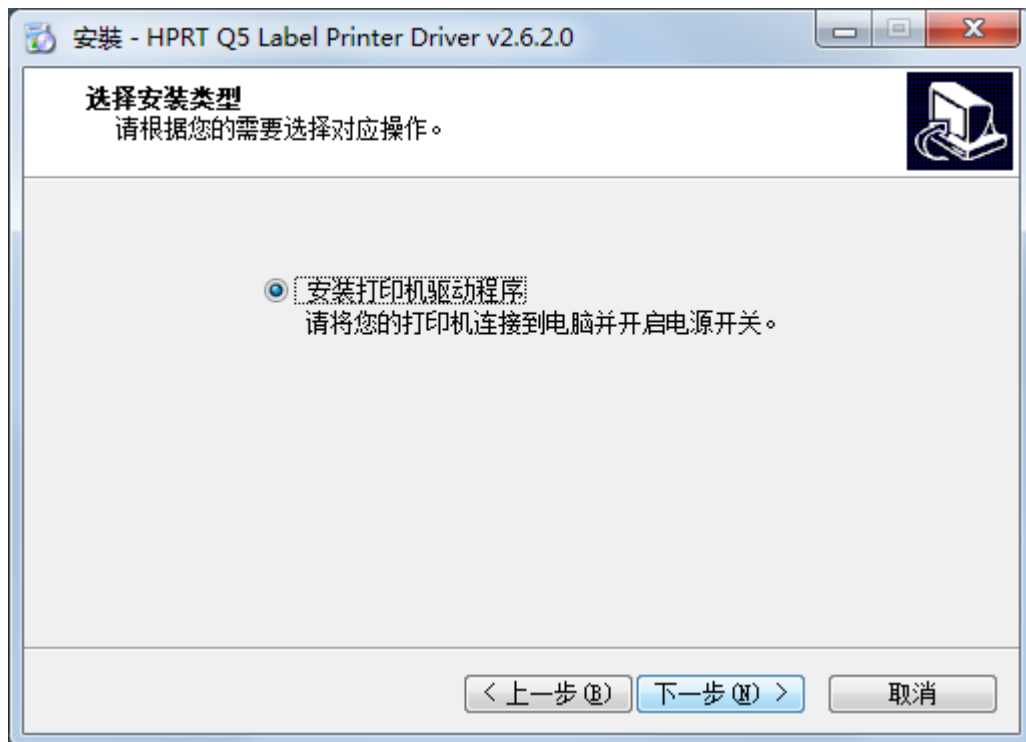 安裝 - HPRT Q5 Label Printer Driver v2.6.2.0
选择安装类型
请根据您的需要选择对应操作。
安装打印机驱动程序
请将您的打印机连接到电脑并开启电源开关。
< 上一步(B) 下一步(N) > 取消